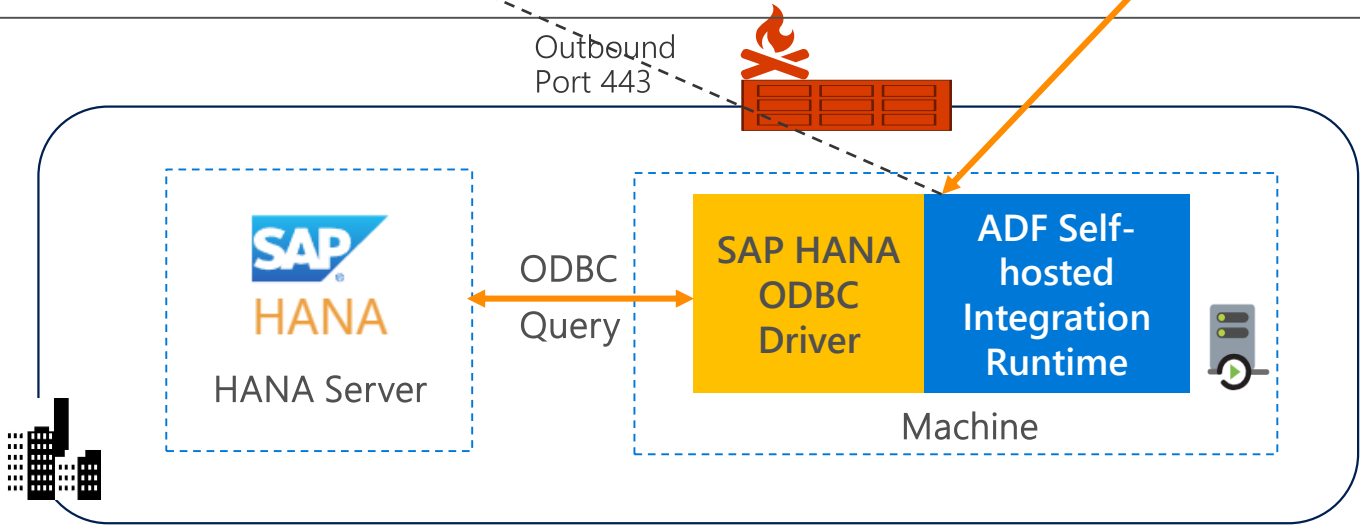 Outbound
Port 443
SAP
®
HANA
HANA Server
ODBC
Query
SAP HANA
ODBC
Driver
ADF Self-
hosted
Integration
Runtime
Machine